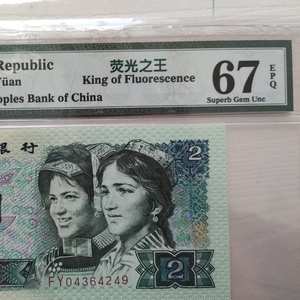 Republic
荧光之王
King of Fluorescence
67
EPQ
Superb Gem Unc
Yüan
oples Bank of China
银行
2
FY04364249
2